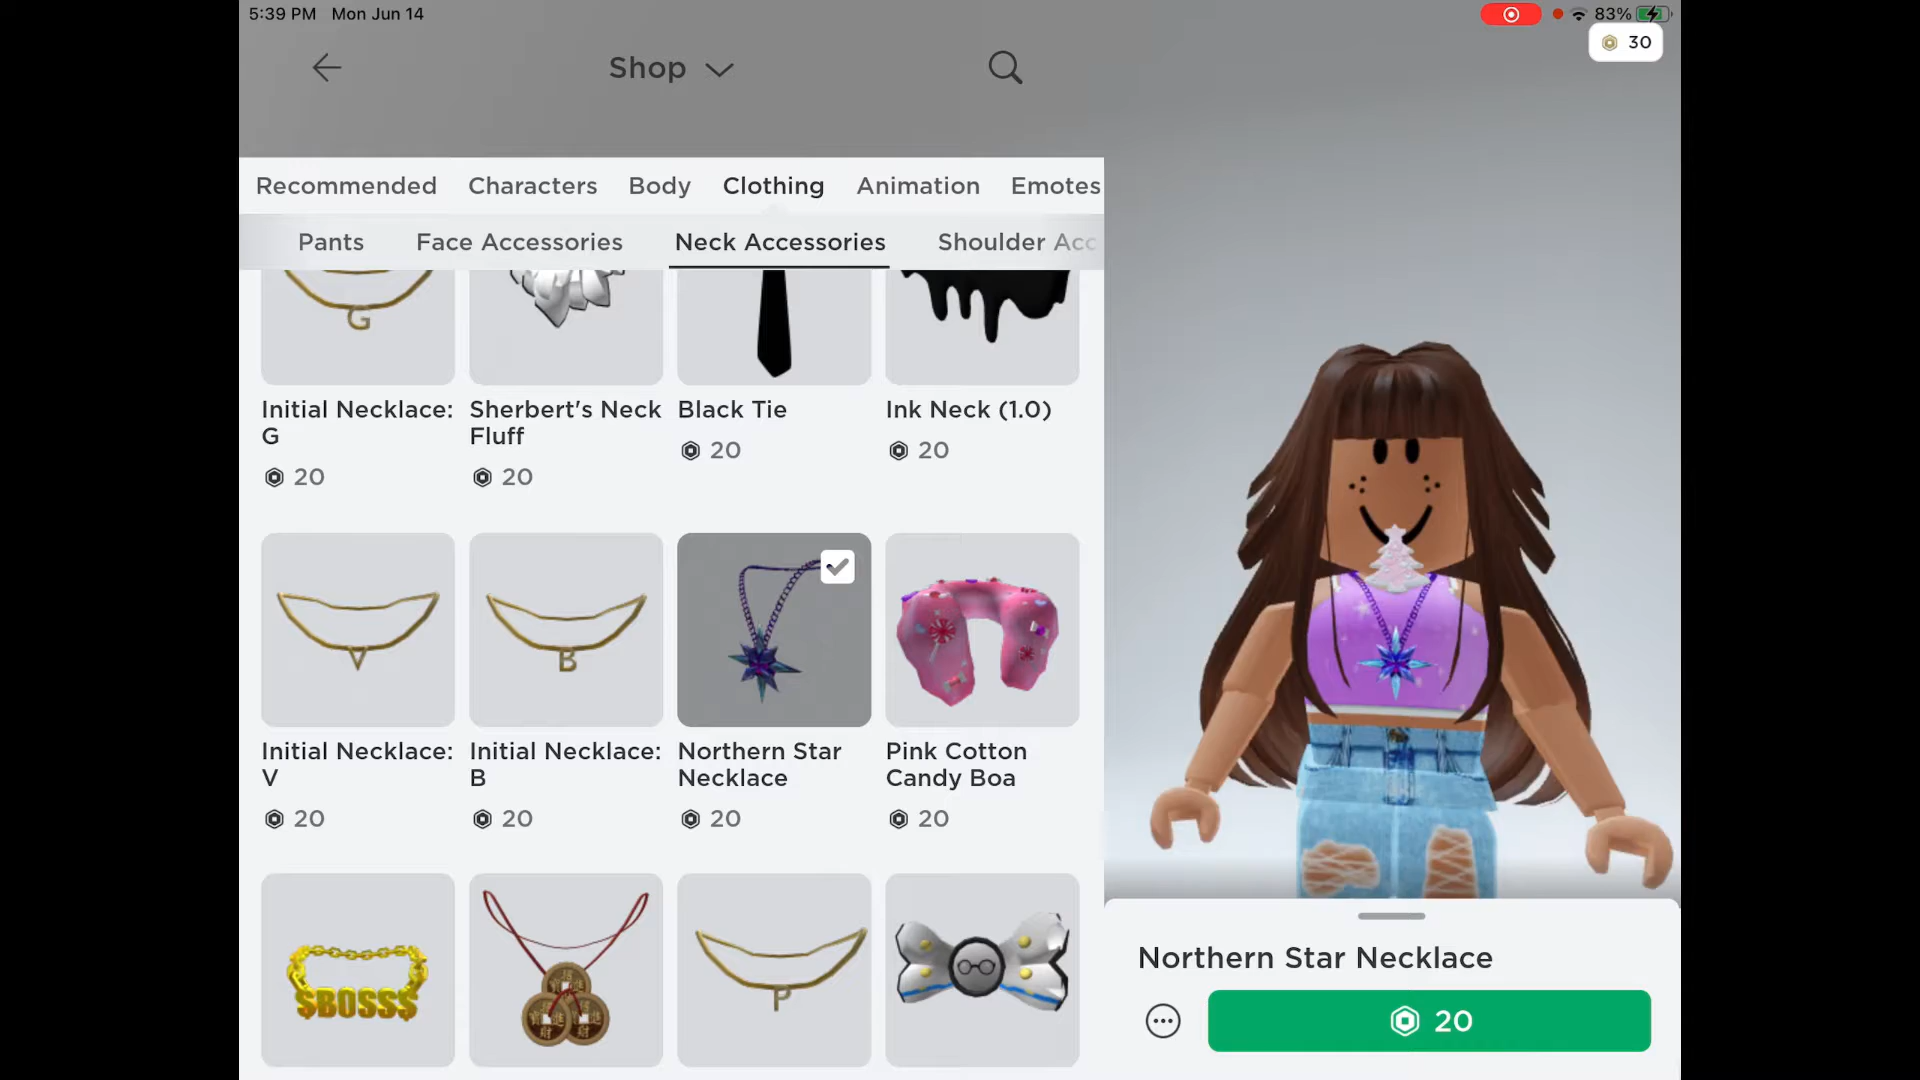 5:39 PM Mon Jun 14
83%
30
Shop
Recommended Characters Body Clothing Animation Emotes
Pants Face Accessories Neck Accessories Shoulder Acc
G
Initial Necklace: G
20
Sherbert's Neck Fluff
20
Black Tie
20
Ink Neck (1.0)
20
V
Initial Necklace: V
20
B
Initial Necklace: B
20
Northern Star Necklace
20
Pink Cotton Candy Boa
20
$BOSS$
P
Northern Star Necklace
20